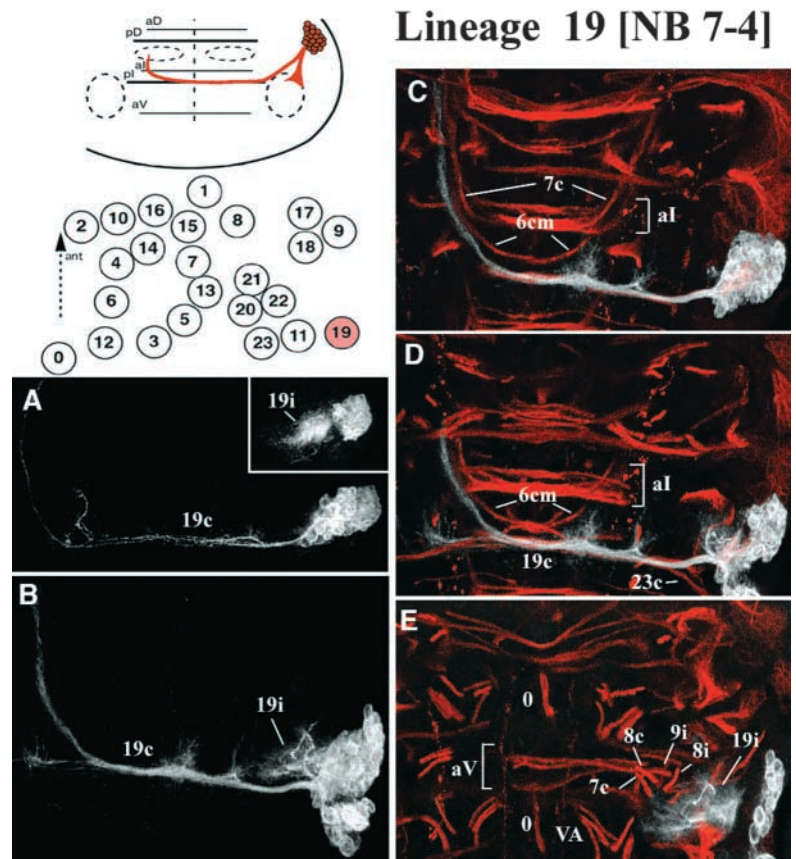 Lineage 19 [NB 7-4]
aD
pD
aI
pI
aV
1
2
10
16
15
8
17
9
18
14
4
7
ant
21
6
13
22
20
5
12
3
23
11
19
0
A
19i
19c
B
19i
19c
C
7c
aI
6cm
D
aI
6cm
19c
23c
E
0
9i
8c
8i
19i
aV
7c
0
VA